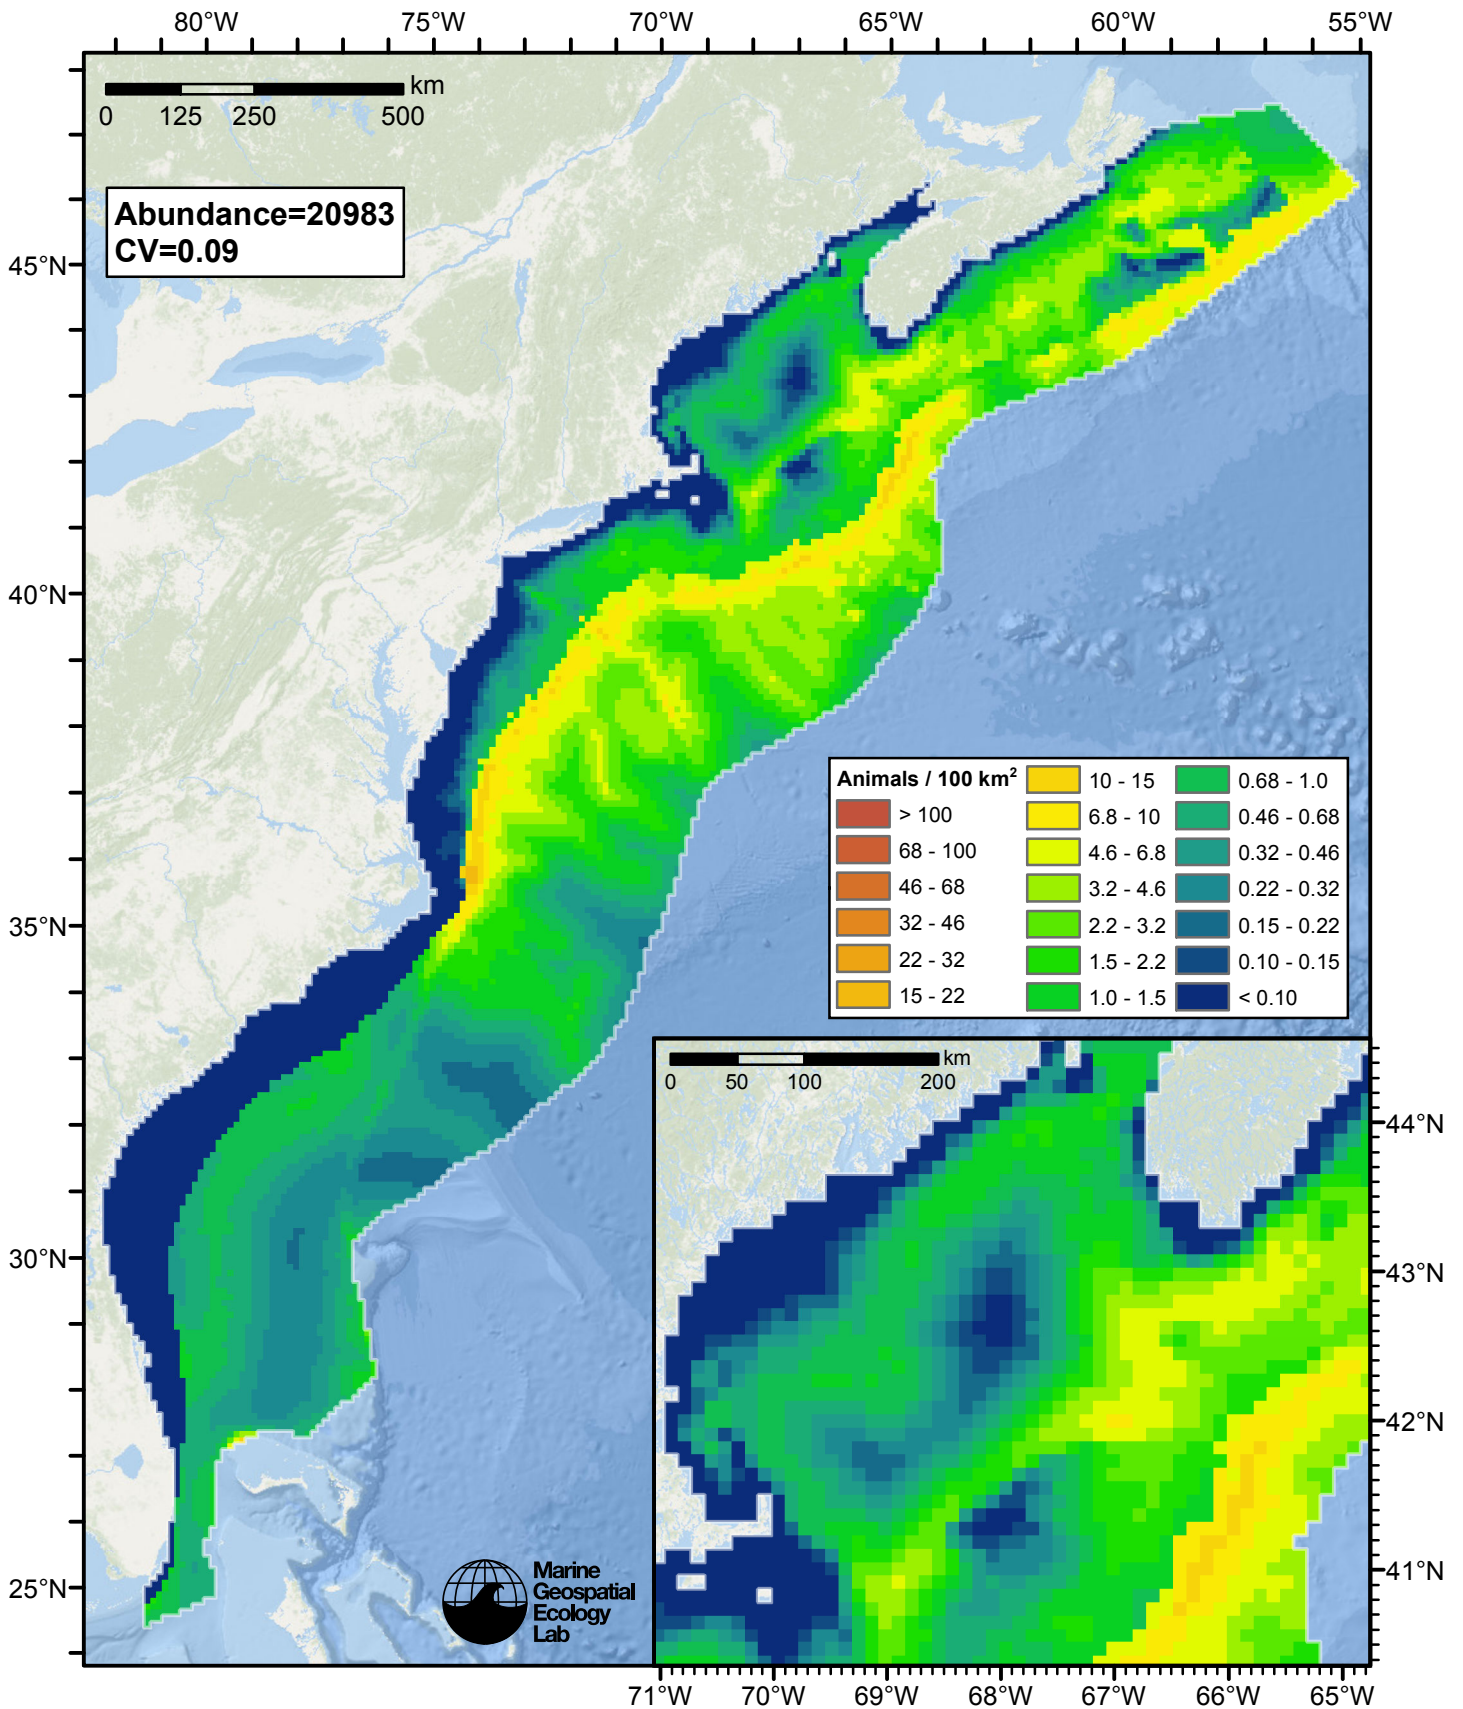 80°W 75°W 70°W 65°W 60°W 55°W
km
0 125 250 500
Abundance=20983
CV=0.09
45°N
40°N
35°N
30°N
25°N
Animals / 100 km²
> 100
68 - 100
46 - 68
32 - 46
22 - 32
15 - 22
10 - 15
6.8 - 10
4.6 - 6.8
3.2 - 4.6
2.2 - 3.2
1.5 - 2.2
1.0 - 1.5
0.68 - 1.0
0.46 - 0.68
0.32 - 0.46
0.22 - 0.32
0.15 - 0.22
0.10 - 0.15
< 0.10
km
0 50 100 200
44°N
43°N
42°N
41°N
Marine
Geospatial
Ecology
Lab
71°W 70°W 69°W 68°W 67°W 66°W 65°W